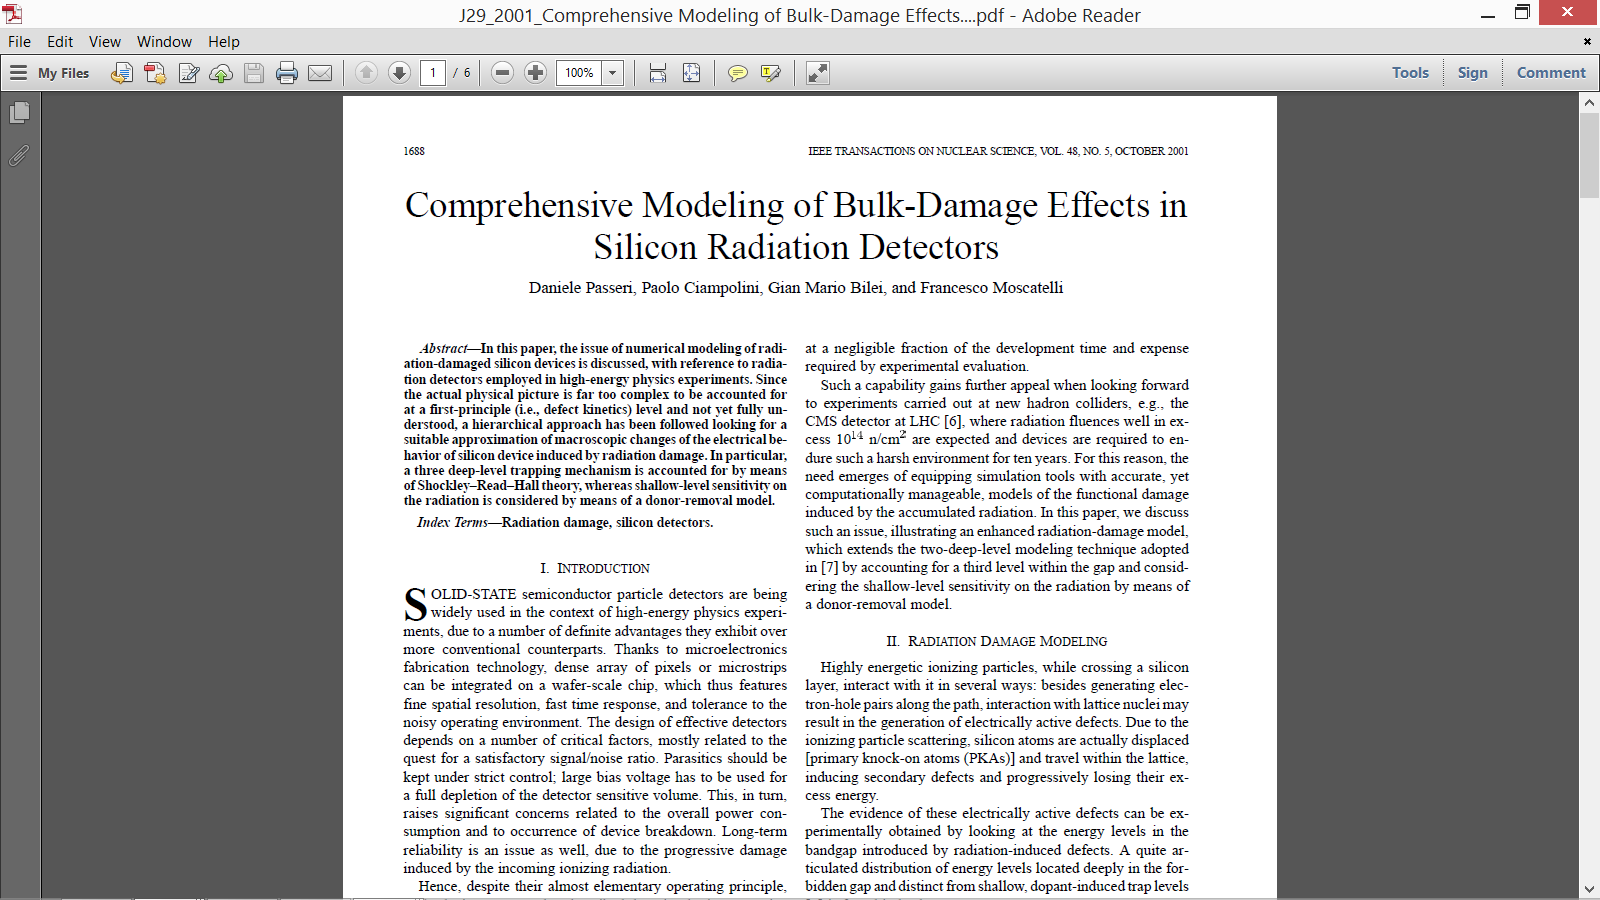 J29_2001_Comprehensive Modeling of Bulk-Damage Effects....pdf - Adobe Reader
File Edit View Window Help
My Files 1 / 6 100% Tools Sign Comment
1688 IEEE TRANSACTIONS ON NUCLEAR SCIENCE, VOL. 48, NO. 5, OCTOBER 2001
Comprehensive Modeling of Bulk-Damage Effects in
Silicon Radiation Detectors
Daniele Passeri, Paolo Ciampolini, Gian Mario Bilei, and Francesco Moscatelli
Abstract—In this paper, the issue of numerical modeling of radi-
ation-damaged silicon devices is discussed, with reference to radia-
tion detectors employed in high-energy physics experiments. Since
the actual physical picture is far too complex to be accounted for
at a first-principle (i.e., defect kinetics) level and not yet fully un-
derstood, a hierarchical approach has been followed looking for a
suitable approximation of macroscopic changes of the electrical be-
havior of silicon device induced by radiation damage. In particular,
a three deep-level trapping mechanism is accounted for by means
of Shockley–Read–Hall theory, whereas shallow-level sensitivity on
the radiation is considered by means of a donor-removal model.
Index Terms—Radiation damage, silicon detectors.
I. INTRODUCTION
SOLID-STATE semiconductor particle detectors are being
widely used in the context of high-energy physics experi-
ments, due to a number of definite advantages they exhibit over
more conventional counterparts. Thanks to microelectronics
fabrication technology, dense array of pixels or microstrips
can be integrated on a wafer-scale chip, which thus features
fine spatial resolution, fast time response, and tolerance to the
noisy operating environment. The design of effective detectors
depends on a number of critical factors, mostly related to the
quest for a satisfactory signal/noise ratio. Parasitics should be
kept under strict control; large bias voltage has to be used for
a full depletion of the detector sensitive volume. This, in turn,
raises significant concerns related to the overall power con-
sumption and to occurrence of device breakdown. Long-term
reliability is an issue as well, due to the progressive damage
induced by the incoming ionizing radiation.
Hence, despite their almost elementary operating principle,
at a negligible fraction of the development time and expense
required by experimental evaluation.
Such a capability gains further appeal when looking forward
to experiments carried out at new hadron colliders, e.g., the
CMS detector at LHC [6], where radiation fluences well in ex-
cess 10¹⁴ n/cm² are expected and devices are required to en-
dure such a harsh environment for ten years. For this reason, the
need emerges of equipping simulation tools with accurate, yet
computationally manageable, models of the functional damage
induced by the accumulated radiation. In this paper, we discuss
such an issue, illustrating an enhanced radiation-damage model,
which extends the two-deep-level modeling technique adopted
in [7] by accounting for a third level within the gap and consid-
ering the shallow-level sensitivity on the radiation by means of
a donor-removal model.
II. RADIATION DAMAGE MODELING
Highly energetic ionizing particles, while crossing a silicon
layer, interact with it in several ways: besides generating elec-
tron-hole pairs along the path, interaction with lattice nuclei may
result in the generation of electrically active defects. Due to the
ionizing particle scattering, silicon atoms are actually displaced
[primary knock-on atoms (PKAs)] and travel within the lattice,
inducing secondary defects and progressively losing their ex-
cess energy.
The evidence of these electrically active defects can be ex-
perimentally obtained by looking at the energy levels in the
bandgap introduced by radiation-induced defects. A quite ar-
ticulated distribution of energy levels located deeply in the for-
bidden gap and distinct from shallow, dopant-induced trap levels